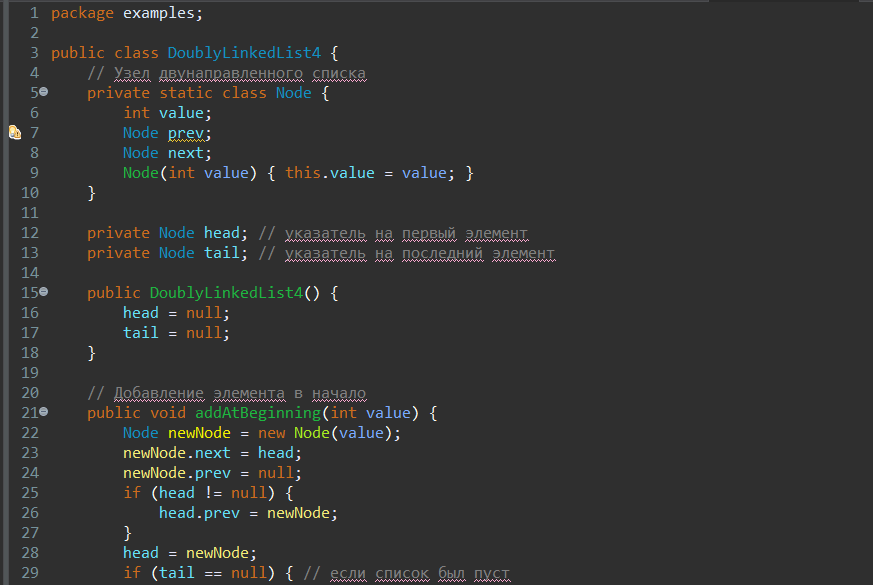 1 package examples;
2
3 public class DoublyLinkedList4 {
4 // Узел двунаправленного списка
5 private static class Node {
6 int value;
7 Node prev;
8 Node next;
9 Node(int value) { this.value = value; }
10 }
11
12 private Node head; // указатель на первый элемент
13 private Node tail; // указатель на последний элемент
14
15 public DoublyLinkedList4() {
16 head = null;
17 tail = null;
18 }
19
20 // Добавление элемента в начало
21 public void addAtBeginning(int value) {
22 Node newNode = new Node(value);
23 newNode.next = head;
24 newNode.prev = null;
25 if (head != null) {
26 head.prev = newNode;
27 }
28 head = newNode;
29 if (tail == null) { // если список был пуст